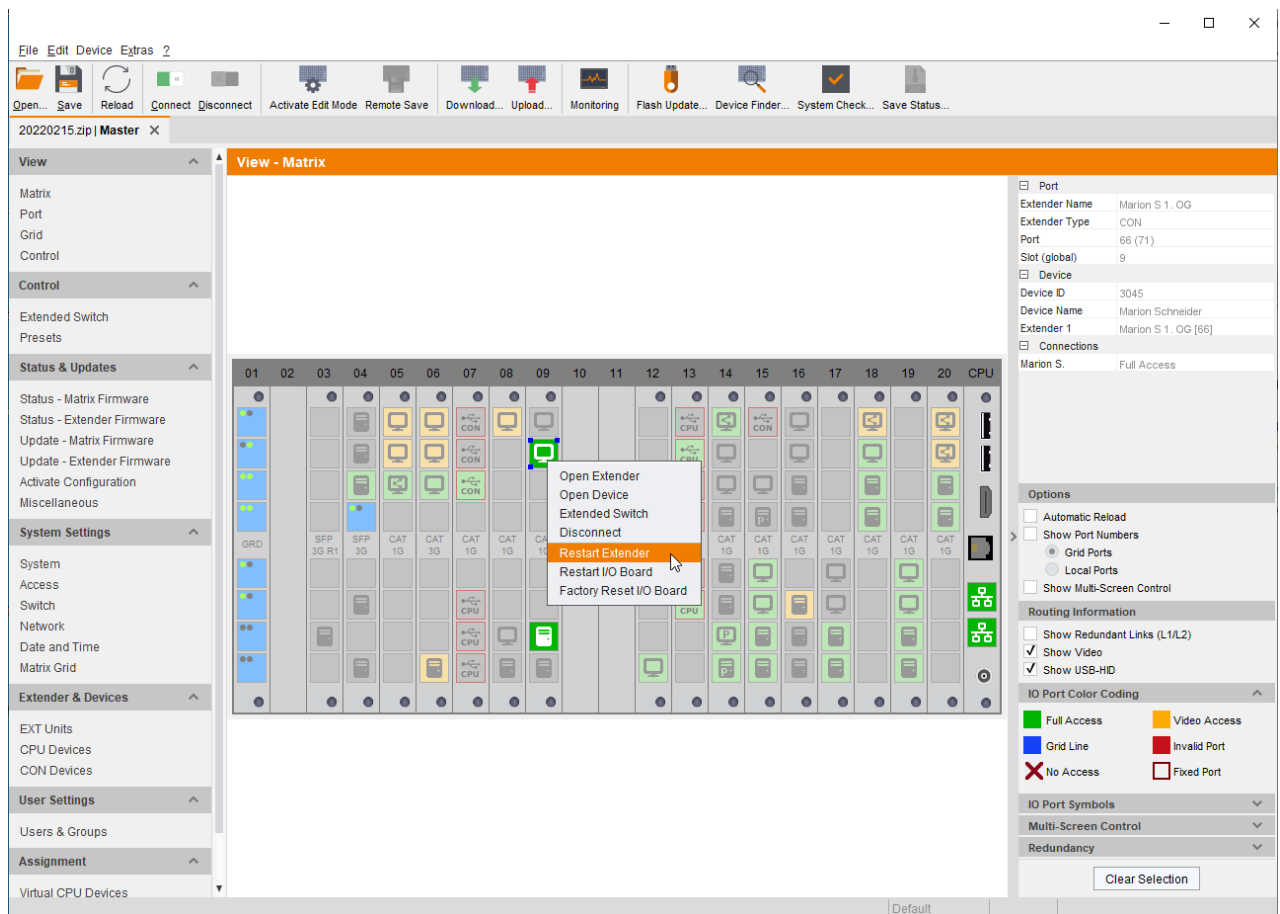 File Edit Device Extras ?
Open... Save Reload Connect Disconnect Activate Edit Mode Remote Save Download... Upload... Monitoring Flash Update... Device Finder... System Check... Save Status...
20220215.zip | Master
View
Matrix
Port
Grid
Control
Control
Extended Switch
Presets
Status & Updates
Status - Matrix Firmware
Status - Extender Firmware
Update - Matrix Firmware
Update - Extender Firmware
Activate Configuration
Miscellaneous
System Settings
System
Access
Switch
Network
Date and Time
Matrix Grid
Extender & Devices
EXT Units
CPU Devices
CON Devices
User Settings
Users & Groups
Assignment
Virtual CPU Devices
View - Matrix
01 02 03 04 05 06 07 08 09 10 11 12 13 14 15 16 17 18 19 20 CPU
CON CPU CON
CON CPU
CON
P
GRD SFP 3G R1 SFP 3G CAT 1G CAT 3G CAT 1G CAT 1G CAT 1G CAT 1G CAT 1G CAT 1G CAT 1G CAT 1G CAT 1G
CPU CPU
CPU P
CPU P
Open Extender
Open Device
Extended Switch
Disconnect
Restart Extender
Restart I/O Board
Factory Reset I/O Board
Port
Extender Name Marion S 1. OG
Extender Type CON
Port 66 (71)
Slot (global) 9
Device
Device ID 3045
Device Name Marion Schneider
Extender 1 Marion S 1. OG [66]
Connections
Marion S. Full Access
Options
Automatic Reload
Show Port Numbers
Grid Ports
Local Ports
Show Multi-Screen Control
Routing Information
Show Redundant Links (L1/L2)
Show Video
Show USB-HID
IO Port Color Coding
Full Access Video Access
Grid Line Invalid Port
No Access Fixed Port
IO Port Symbols
Multi-Screen Control
Redundancy
Clear Selection
Default